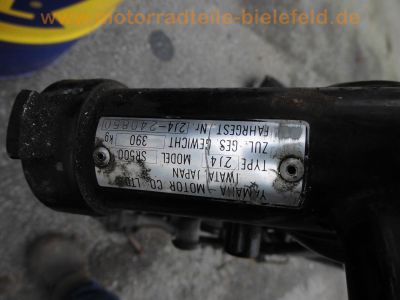 www.motorradteile-bielefeld.de
YAMAHA MOTOR CO., LTD.
IWATA JAPAN
TYPE 2J4 MODEL SR500
ZUL. GES GEWICHT 390 kg
FAHRGEST Nr 2J4-240850